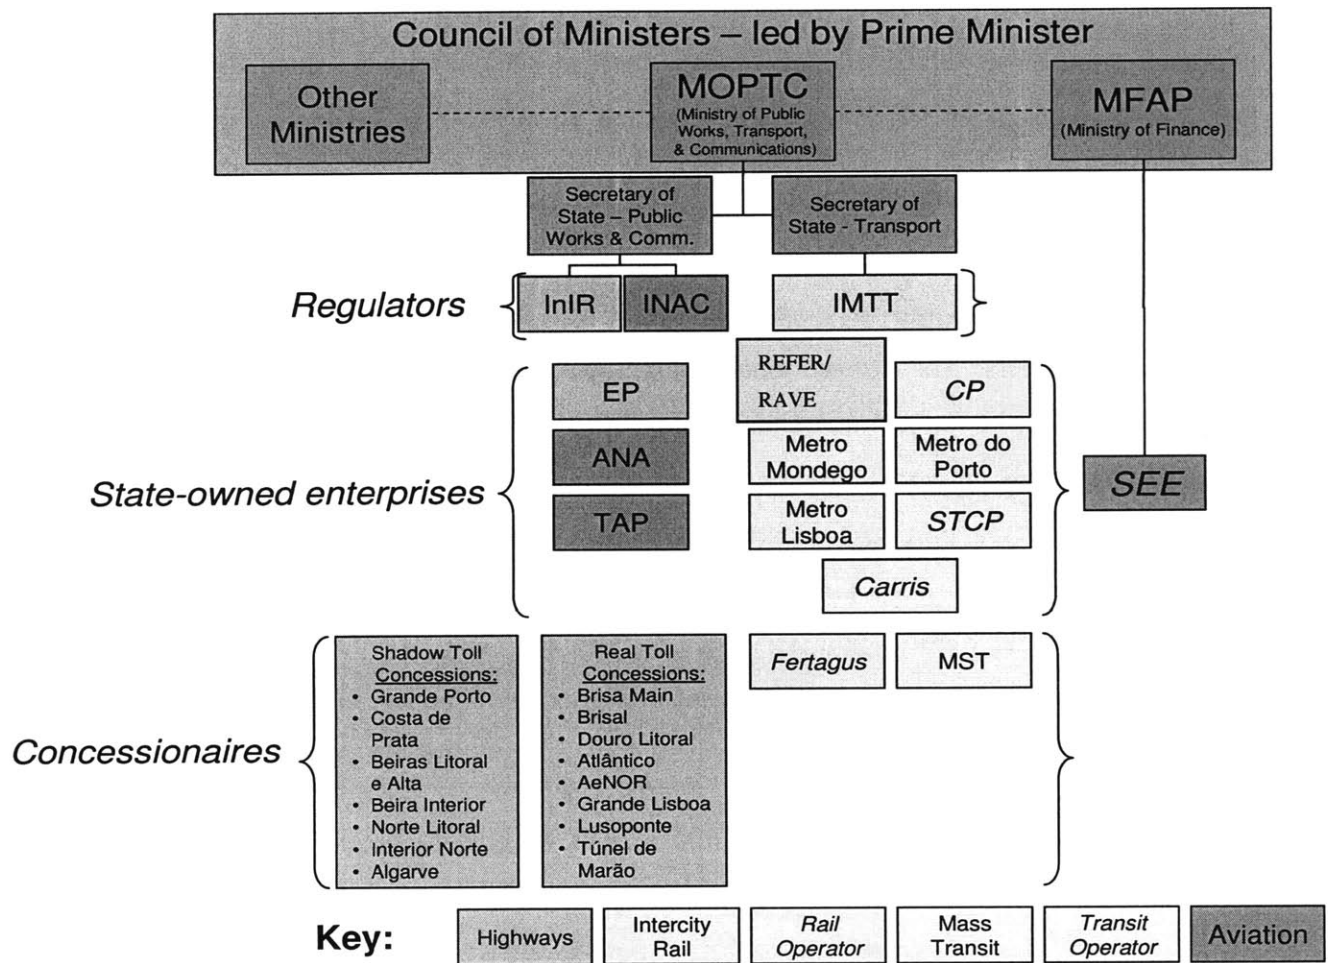 Council of Ministers – led by Prime Minister
Other
Ministries
MOPTC
(Ministry of Public
Works, Transport,
& Communications)
MFAP
(Ministry of Finance)
Secretary of
State – Public
Works & Comm.
Secretary of
State - Transport
Regulators
InIR
INAC
IMTT
REFER/
RAVE
CP
EP
Metro
Mondego
Metro do
Porto
ANA
State-owned enterprises
SEE
TAP
Metro
Lisboa
STCP
Carris
Shadow Toll
Concessions:
• Grande Porto
• Costa de
Prata
• Beiras Litoral
e Alta
• Beira Interior
• Norte Litoral
• Interior Norte
• Algarve
Real Toll
Concessions:
• Brisa Main
• Brisal
• Douro Litoral
• Atlântico
• AeNOR
• Grande Lisboa
• Lusoponte
• Túnel de
Marão
Fertagus
MST
Concessionaires
Key:
Highways
Intercity
Rail
Rail
Operator
Mass
Transit
Transit
Operator
Aviation